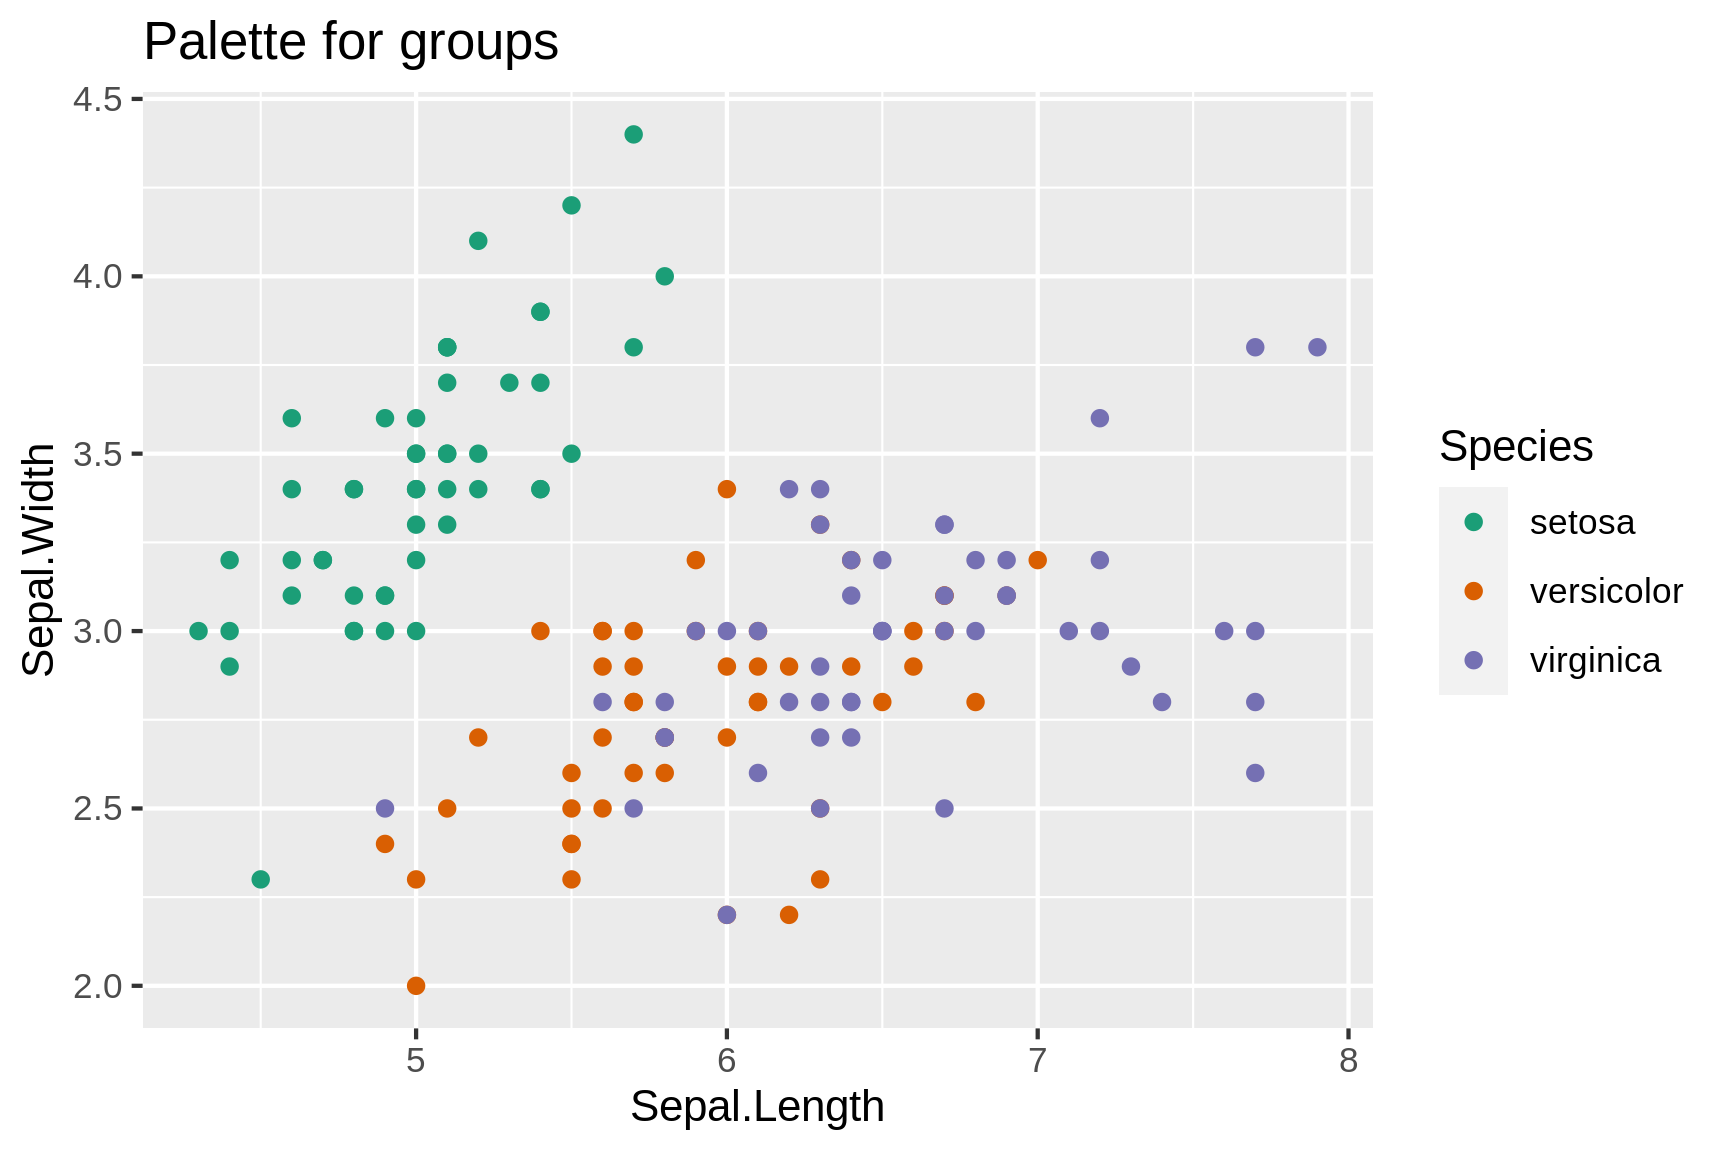 Palette for groups
4.5
4.0
3.5
3.0
2.5
2.0
Sepal.Width
5 6 7 8
Sepal.Length
Species
setosa
versicolor
virginica